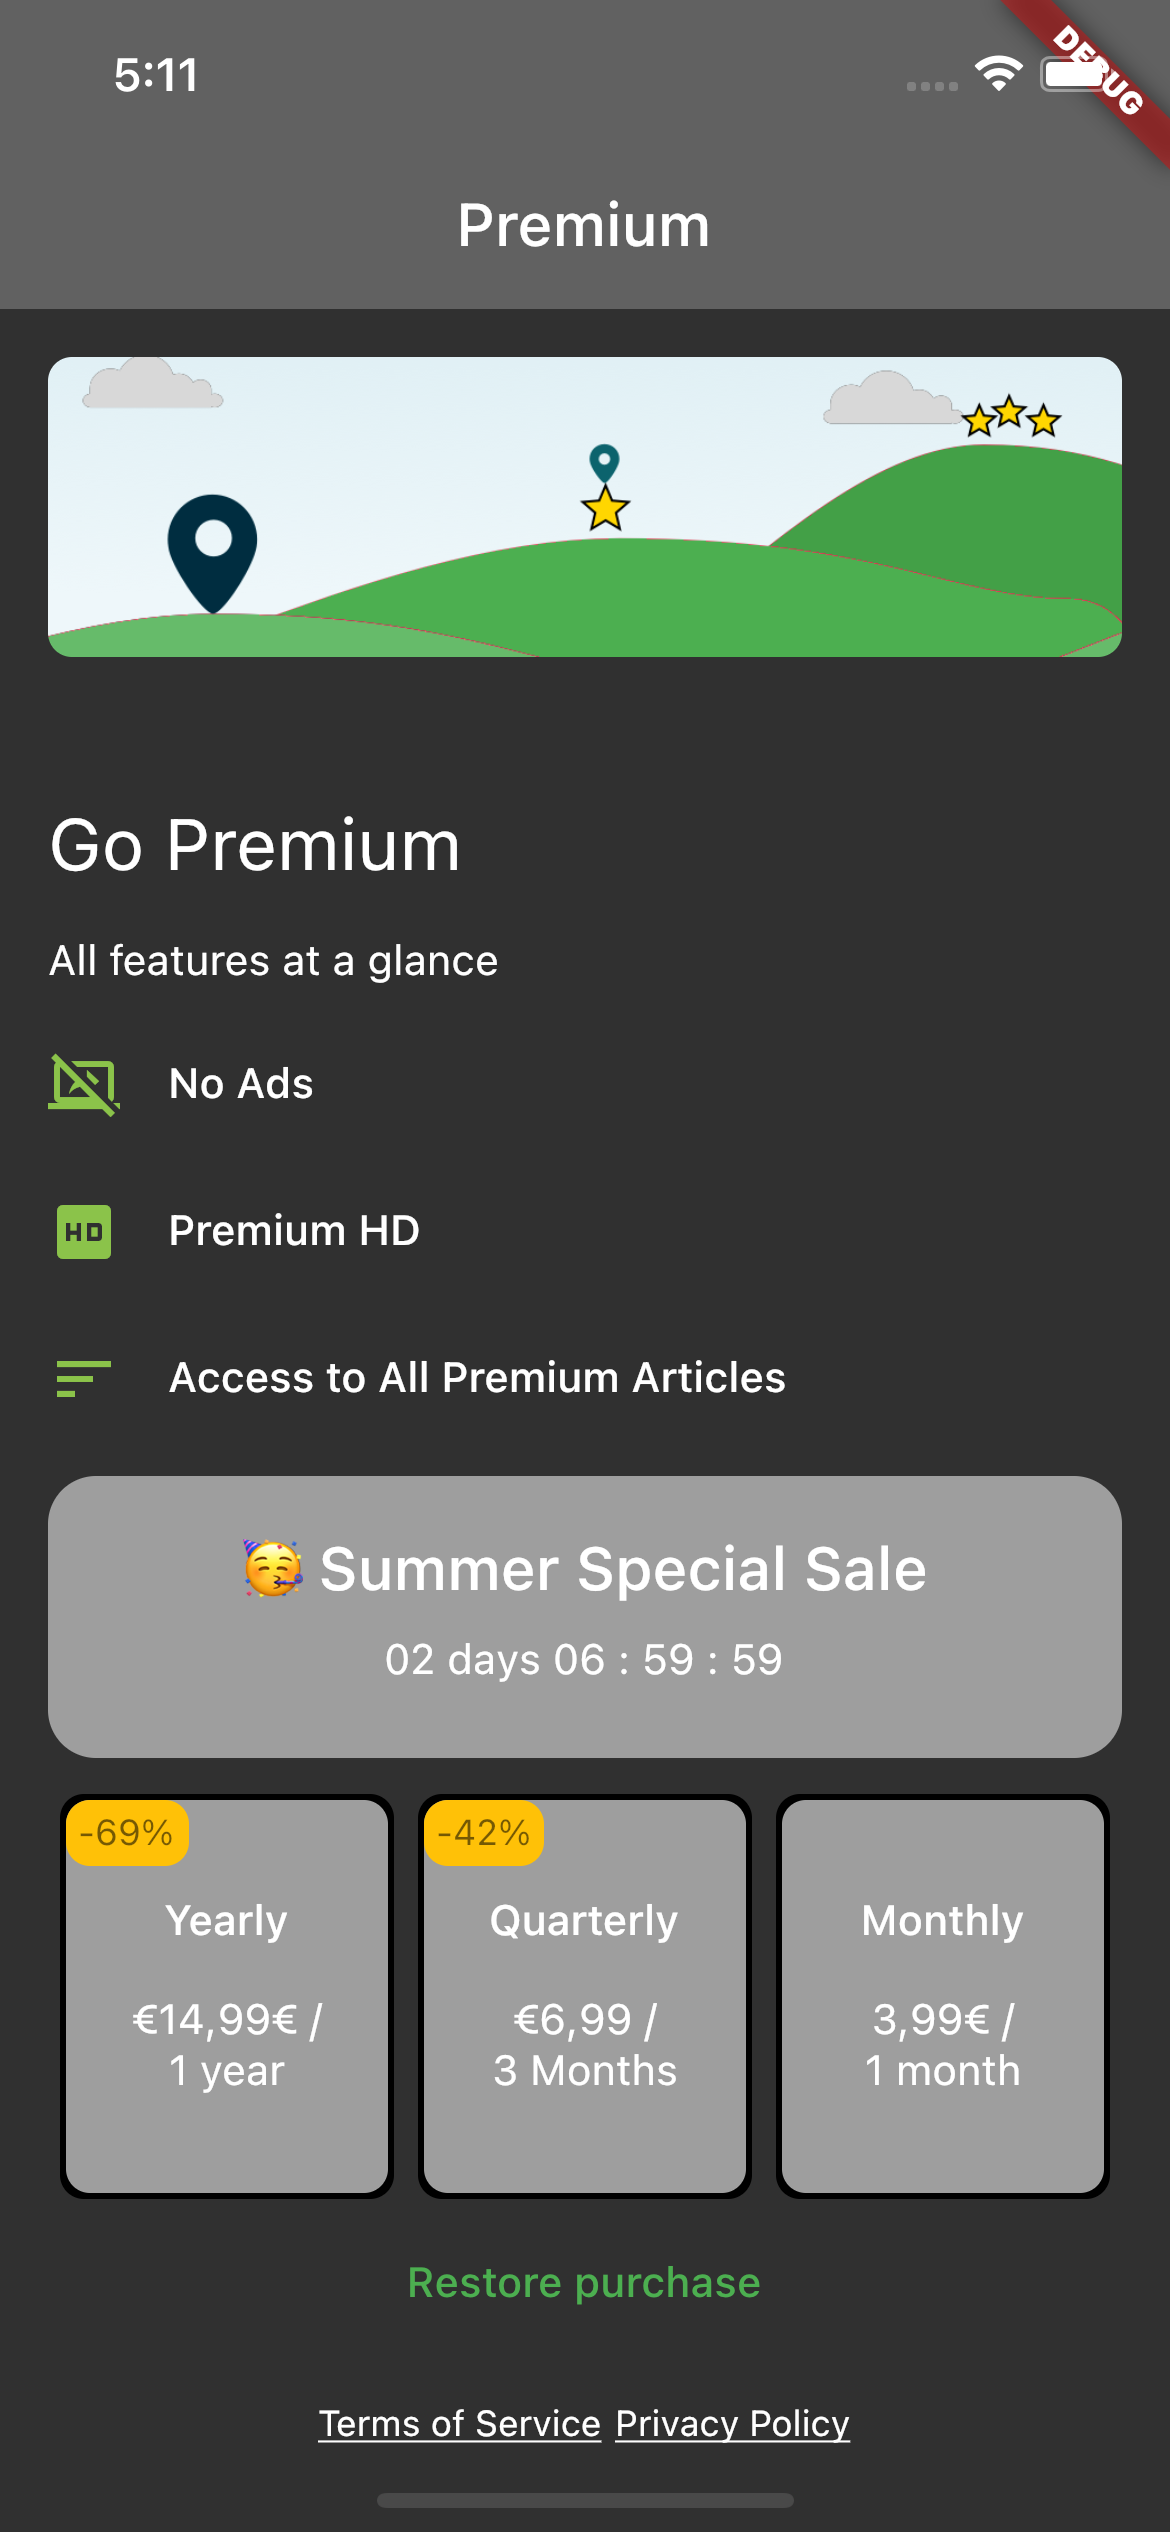 5:11
DEBUG
Premium
Go Premium
All features at a glance
No Ads
HD
Premium HD
Access to All Premium Articles
🥳 Summer Special Sale
02 days 06 : 59 : 59
-69%
Yearly
€14,99€ /
1 year
-42%
Quarterly
€6,99 /
3 Months
Monthly
3,99€ /
1 month
Restore purchase
Terms of Service Privacy Policy